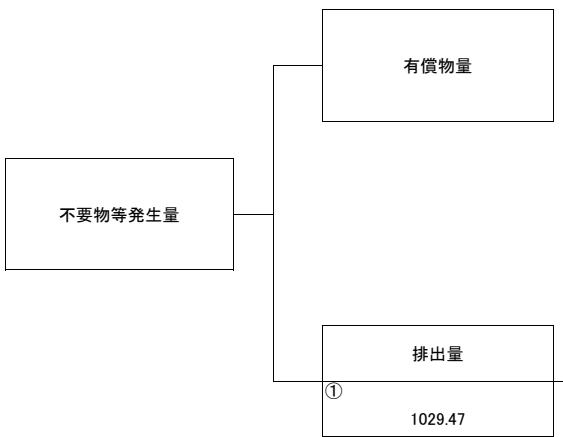 有償物量
不要物等発生量
排出量
①
1029.47